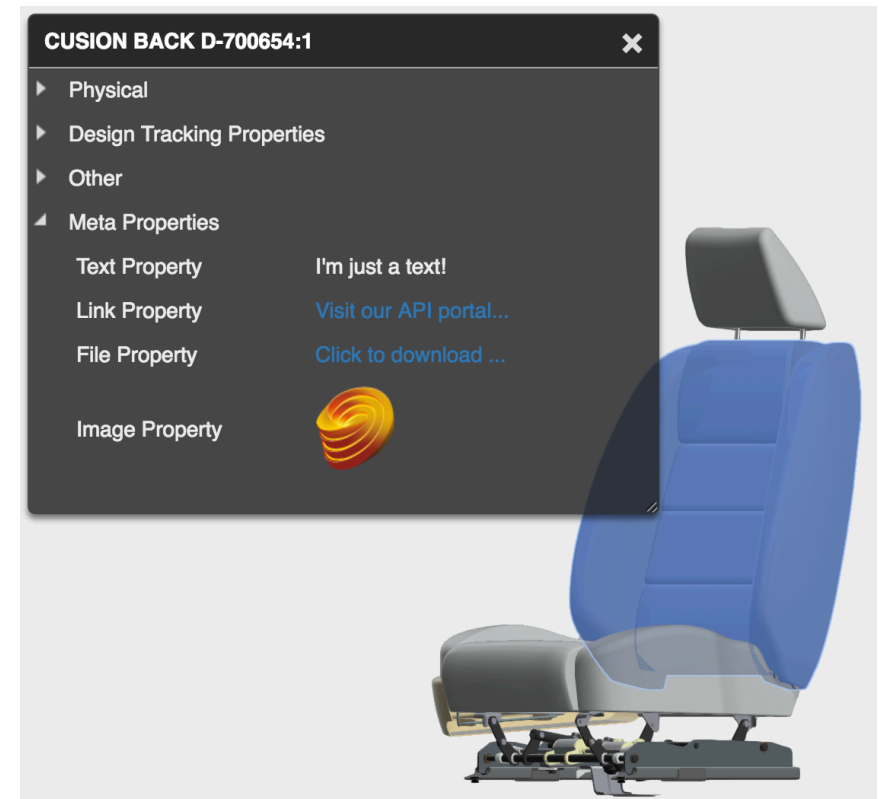 CUSION BACK D-700654:1
Physical
Design Tracking Properties
Other
Meta Properties
Text Property I'm just a text!
Link Property Visit our API portal...
File Property Click to download ...
Image Property